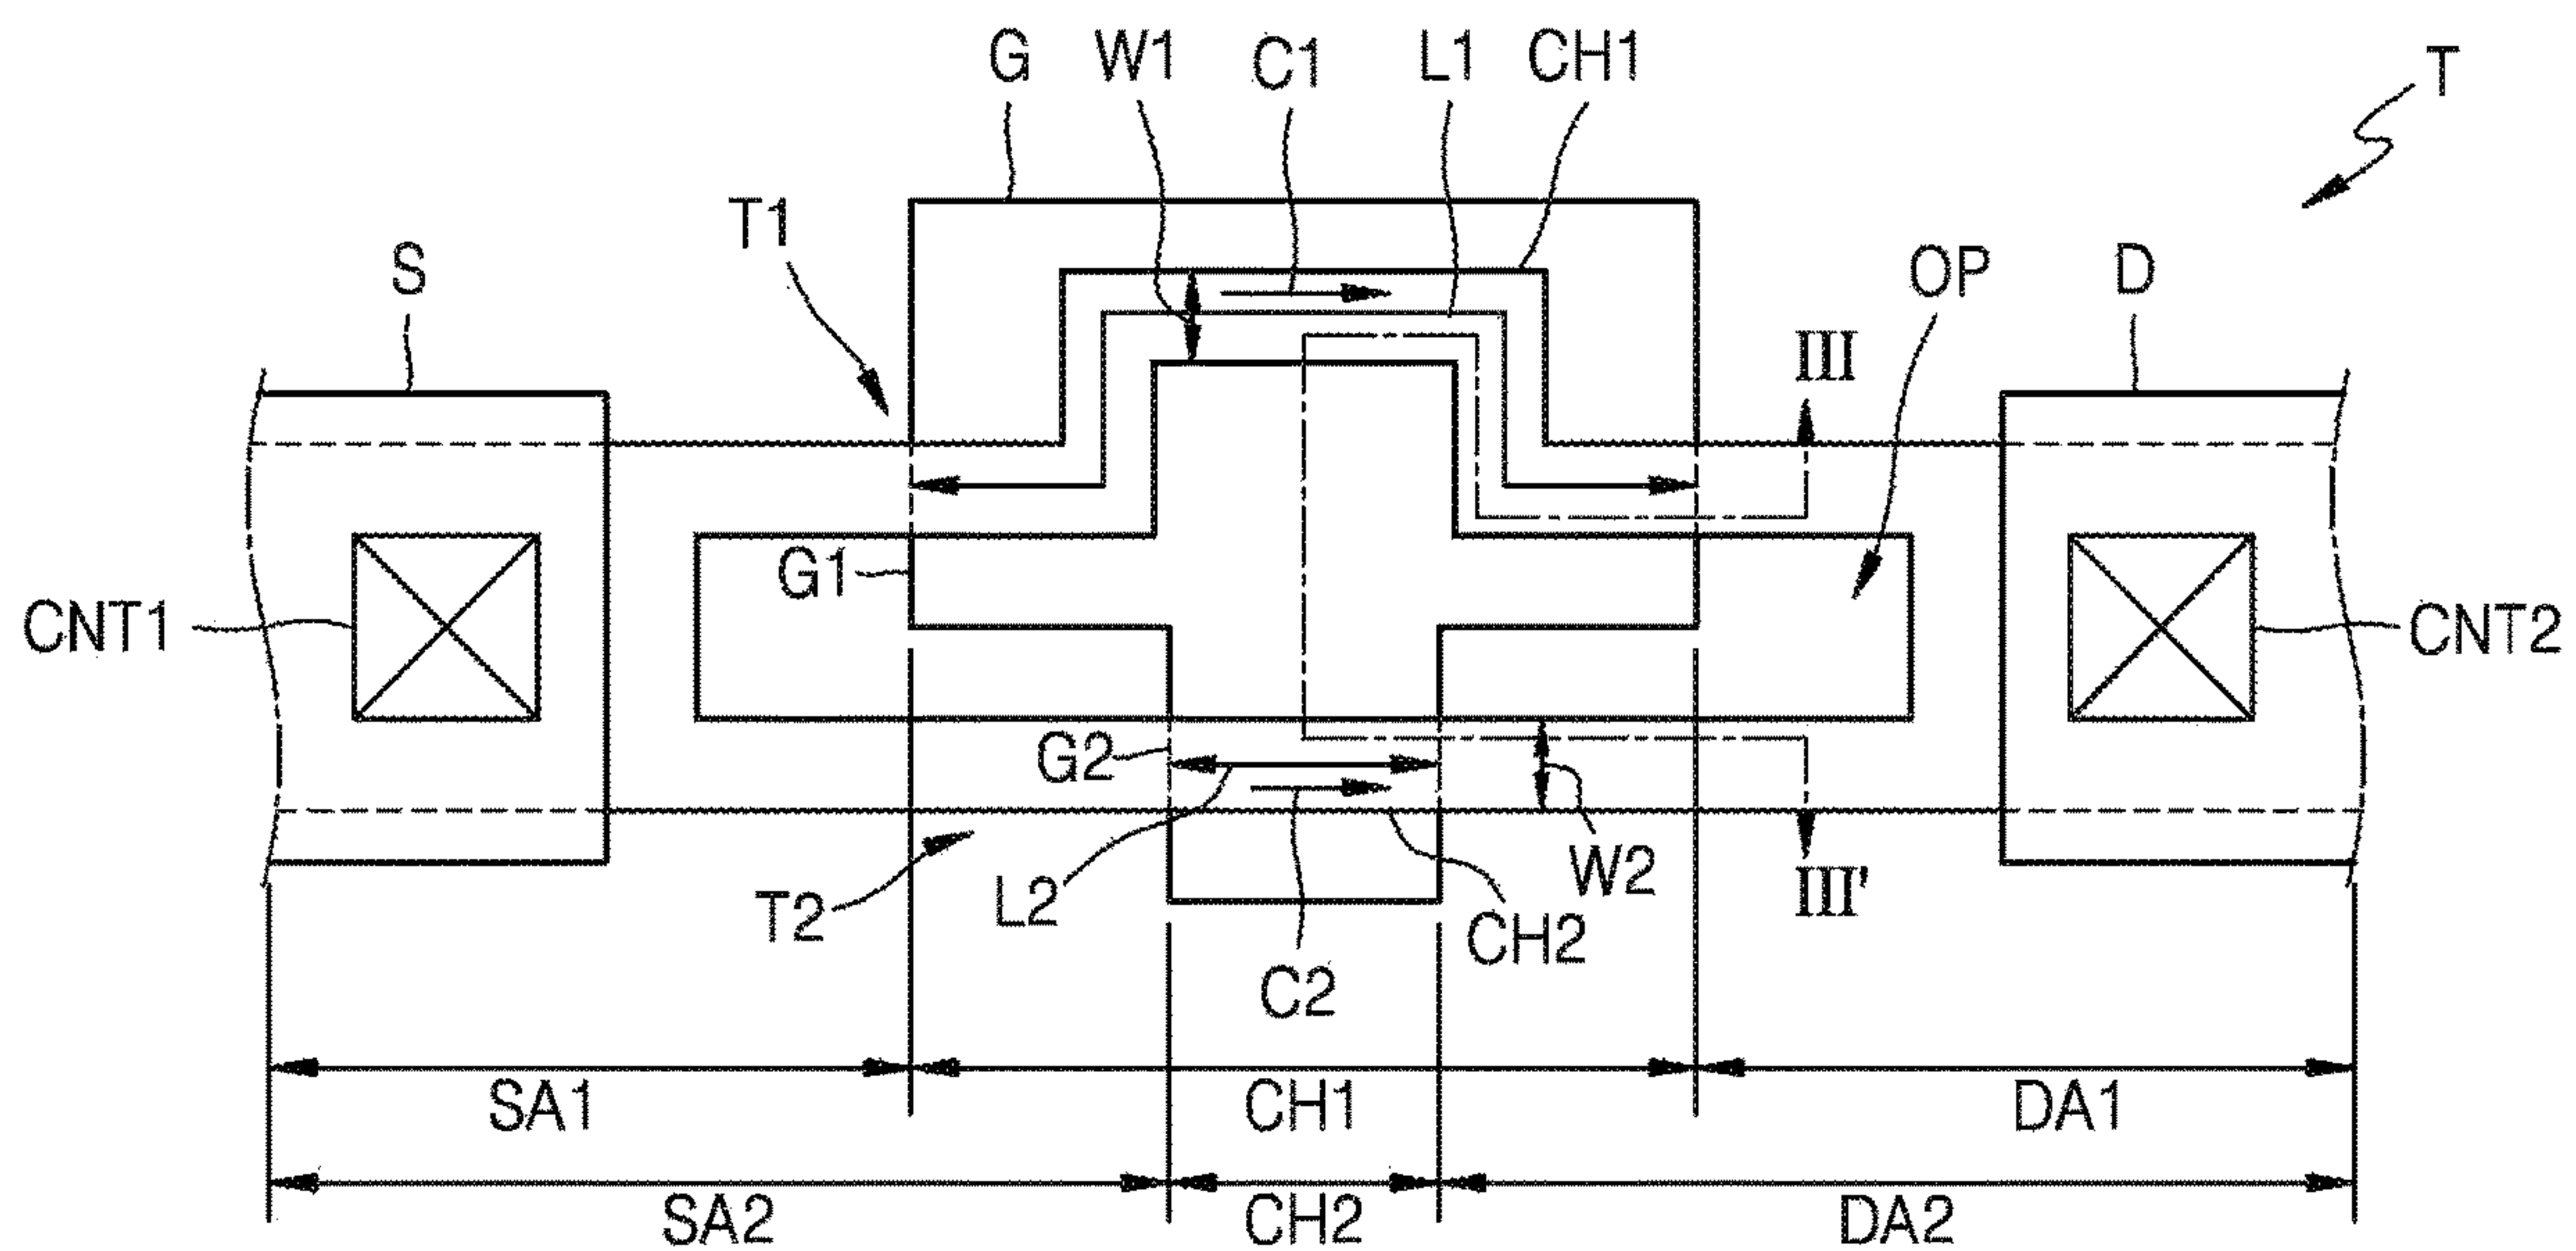 G W1 C1 L1 CH1 T
T1
S OP D
III
G1
CNT1 CNT2
G2
W2
L2 III'
T2 CH2
C2
SA1 CH1 DA1
SA2 CH2 DA2